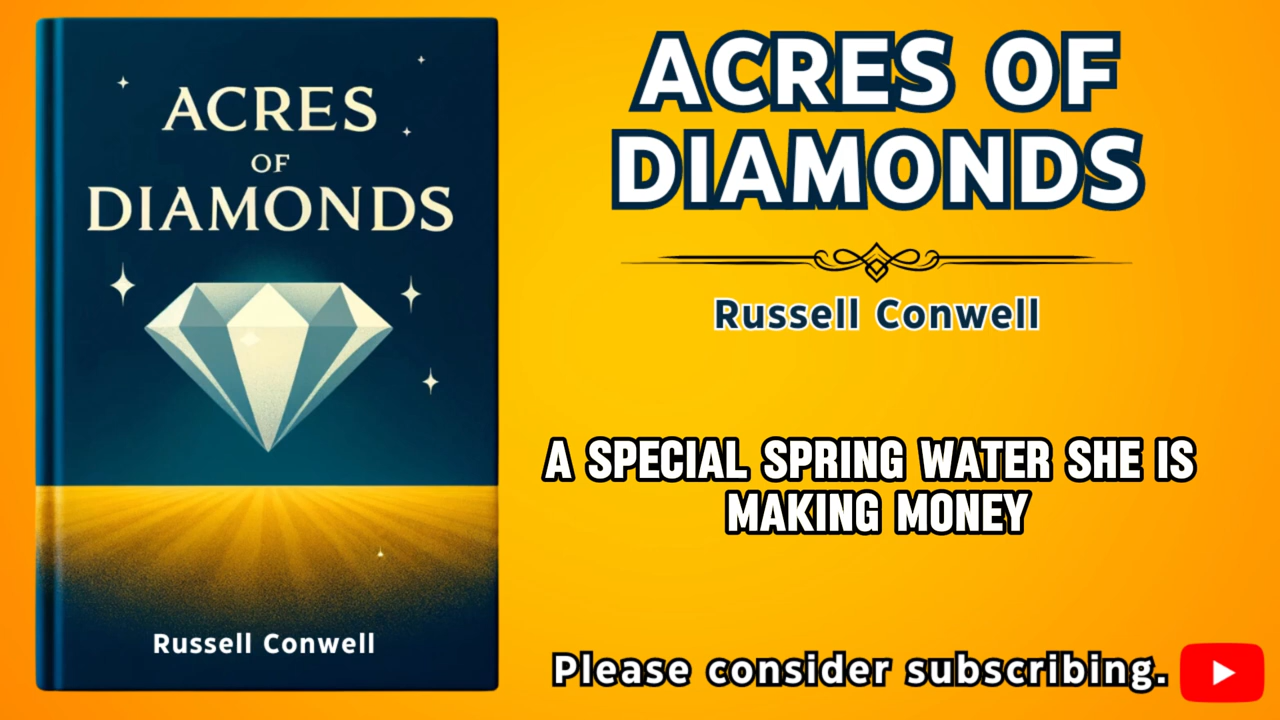 ACRES
OF
DIAMONDS
Russell Conwell
ACRES OF
DIAMONDS
Russell Conwell
A SPECIAL SPRING WATER SHE IS
MAKING MONEY
Please consider subscribing.